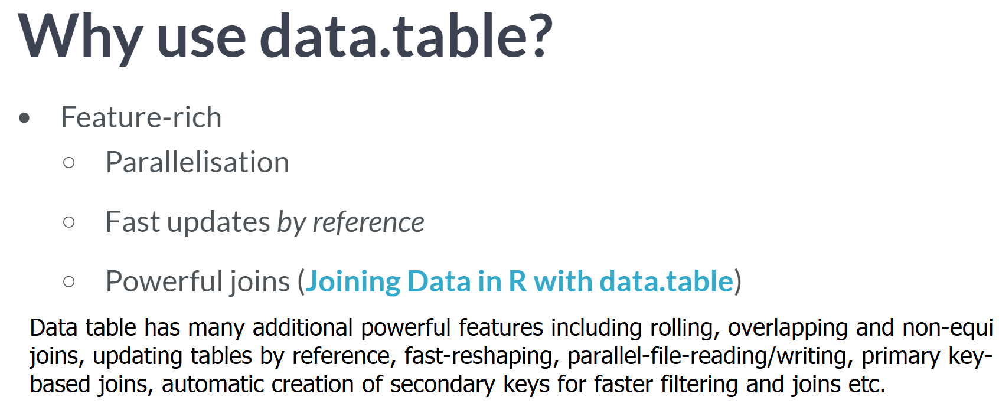 Why use data.table?
• Feature-rich
○ Parallelisation
○ Fast updates by reference
○ Powerful joins (Joining Data in R with data.table)
Data table has many additional powerful features including rolling, overlapping and non-equi
joins, updating tables by reference, fast-reshaping, parallel-file-reading/writing, primary key-
based joins, automatic creation of secondary keys for faster filtering and joins etc.